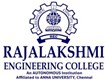 RAJALAKSHMI
ENGINEERING COLLEGE
An AUTONOMOUS Institution
Affiliated to ANNA UNIVERSITY, Chennai